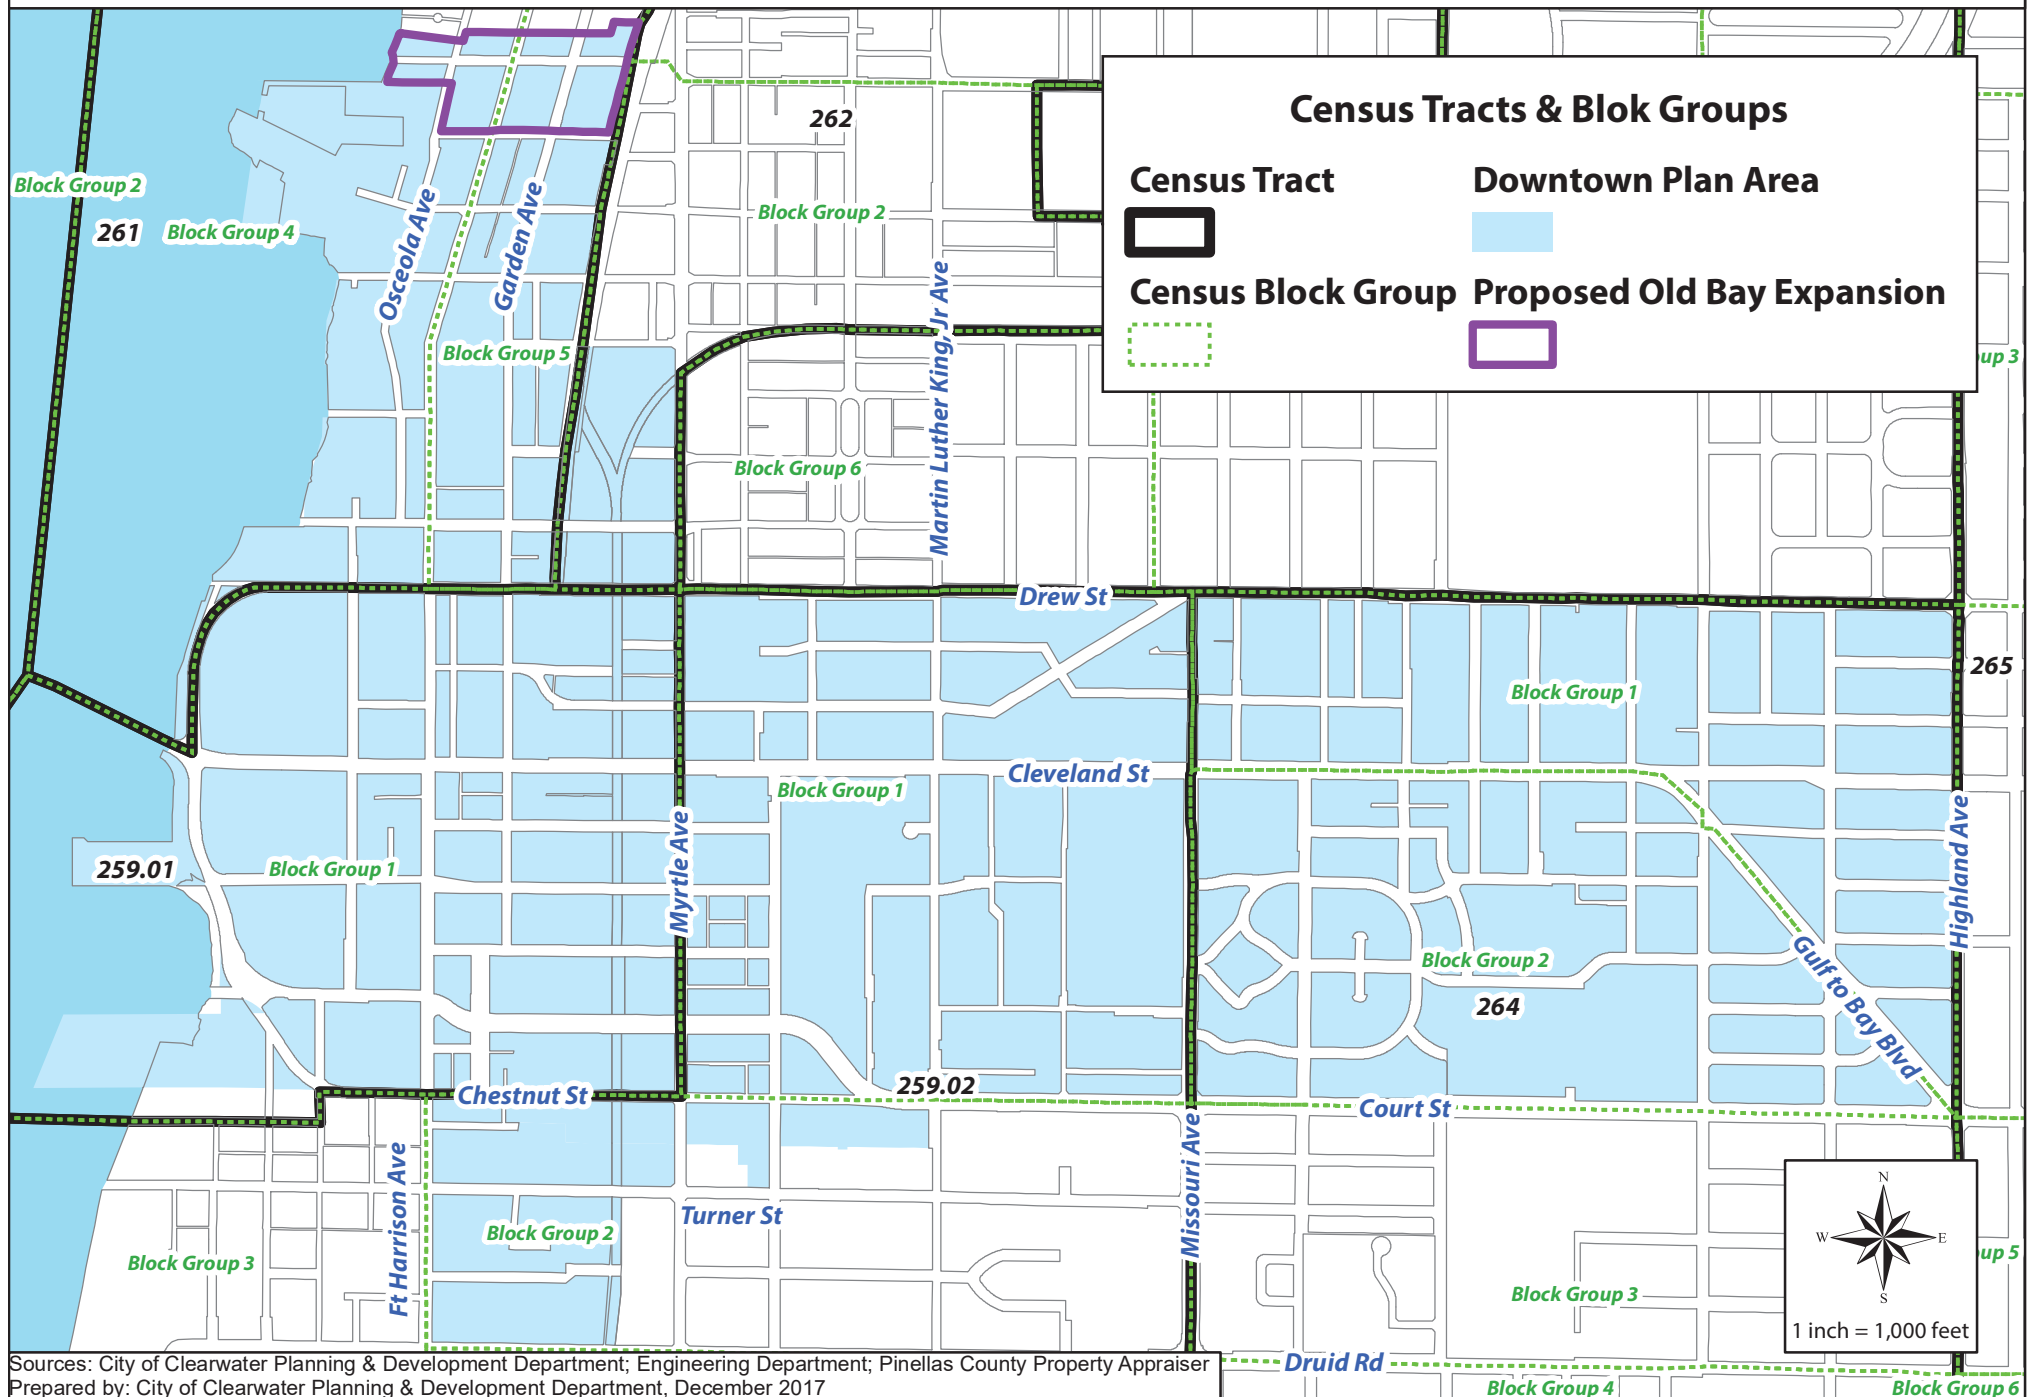 Census Tracts & Blok Groups
Census Tract
Downtown Plan Area
Census Block Group
Proposed Old Bay Expansion
262
Block Group 2
Block Group 2
261
Block Group 4
Osceola Ave
Garden Ave
Block Group 5
Martin Luther King, Jr Ave
up 3
Block Group 6
Drew St
265
Block Group 1
Cleveland St
Block Group 1
259.01
Block Group 1
Myrtle Ave
Highland Ave
Block Group 2
264
Gulf to Bay Blvd
Chestnut St
259.02
Court St
Ft Harrison Ave
Missouri Ave
Turner St
Block Group 2
Block Group 3
Block Group 3
N
W
E
S
up 5
1 inch = 1,000 feet
Druid Rd
Block Group 4
Block Group 6
Sources: City of Clearwater Planning & Development Department; Engineering Department; Pinellas County Property Appraiser
Prepared by: City of Clearwater Planning & Development Department, December 2017